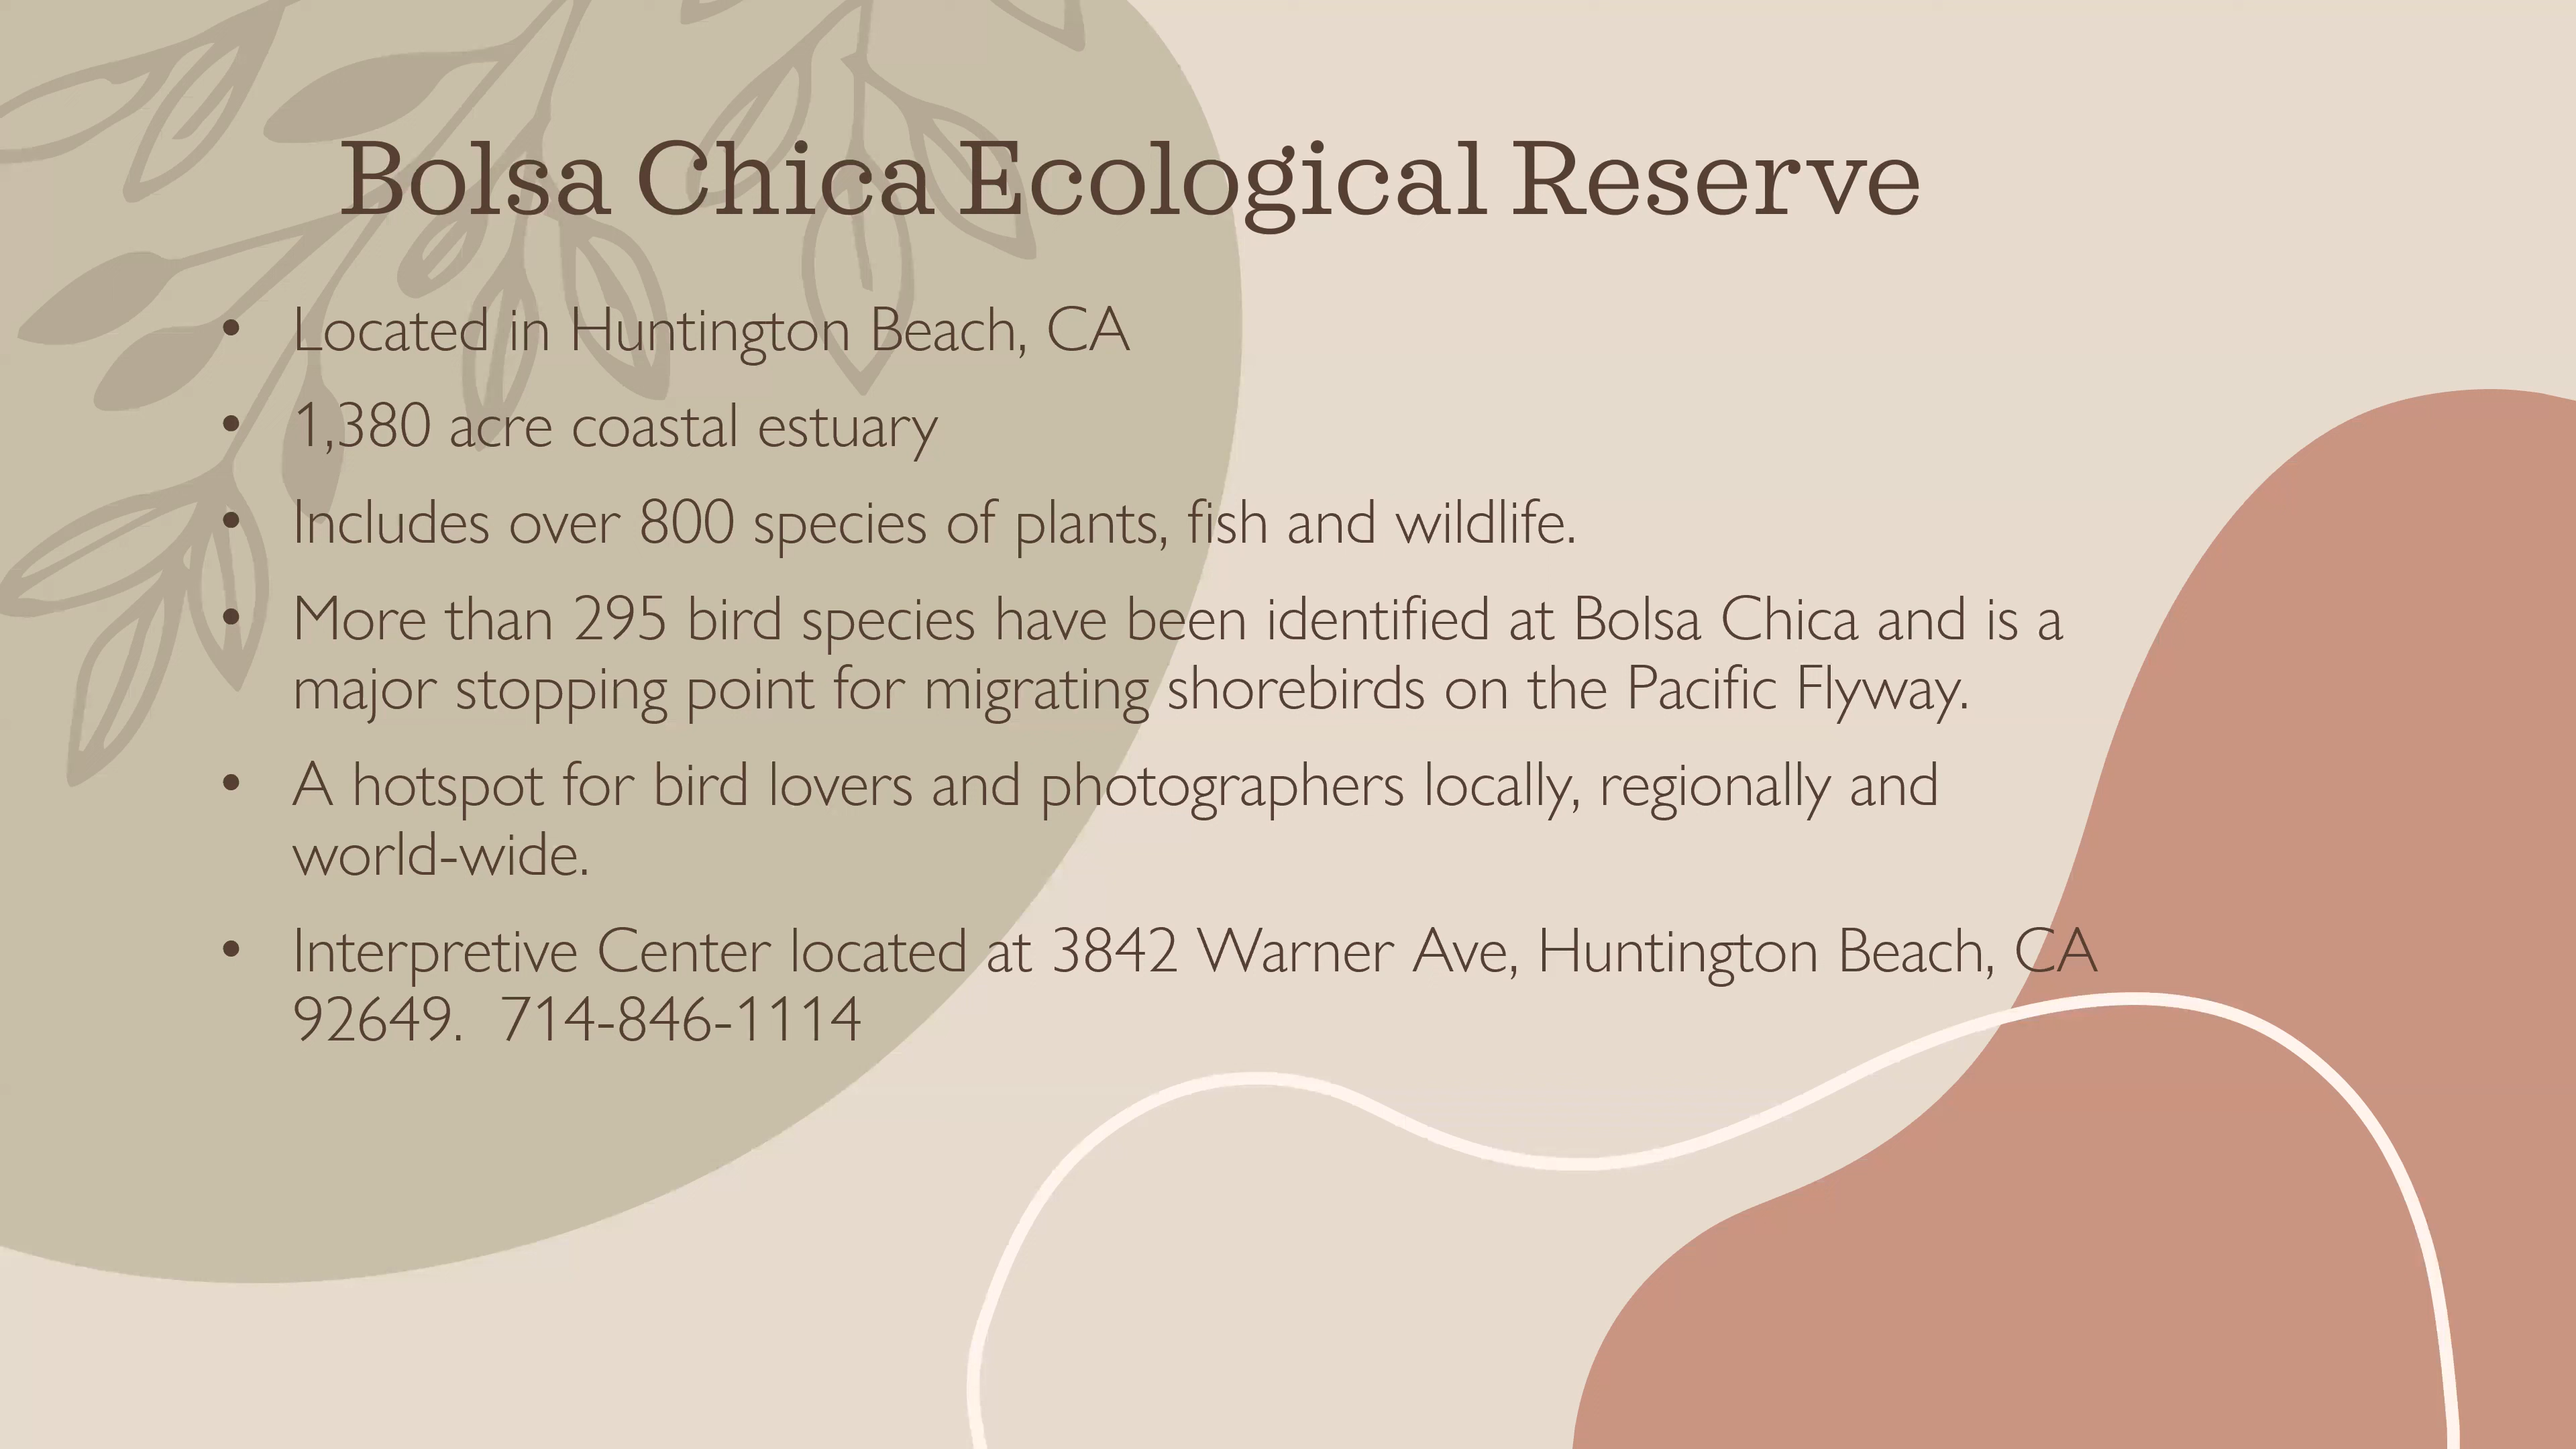 Bolsa Chica Ecological Reserve
• Located in Huntington Beach, CA
• 1,380 acre coastal estuary
• Includes over 800 species of plants, fish and wildlife.
• More than 295 bird species have been identified at Bolsa Chica and is a
major stopping point for migrating shorebirds on the Pacific Flyway.
• A hotspot for bird lovers and photographers locally, regionally and
world-wide.
• Interpretive Center located at 3842 Warner Ave, Huntington Beach, CA
92649.  714-846-1114